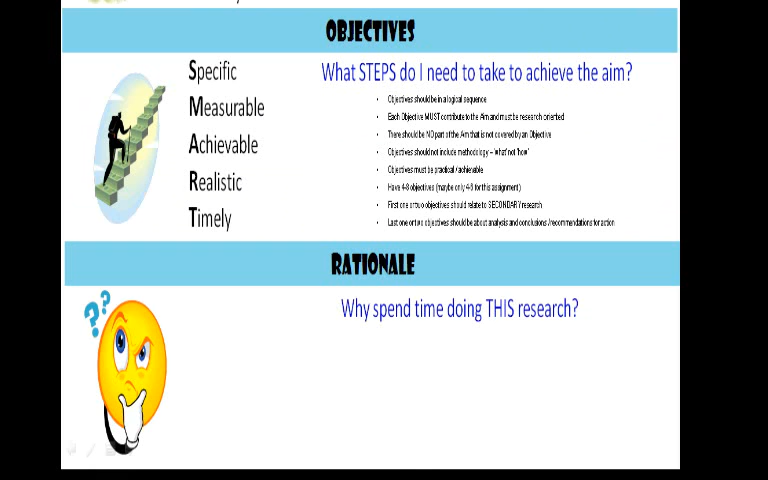 OBJECTIVES
Specific
Measurable
Achievable
Realistic
Timely
What STEPS do I need to take to achieve the aim?
• Objectives should be in a logical sequence
• Each Objective MUST contribute to the Aim and must be research oriented
• There should be NO part of the Aim that is not covered by an Objective
• Objectives should not include methodology – 'what' not 'how'
• Objectives must be practical / achievable
• Have 4-8 objectives (maybe only 4-6 for this assignment)
• First one or two objectives should relate to SECONDARY research
• Last one or two objectives should be about analysis and conclusions /recommendations for action
RATIONALE
??
Why spend time doing THIS research?